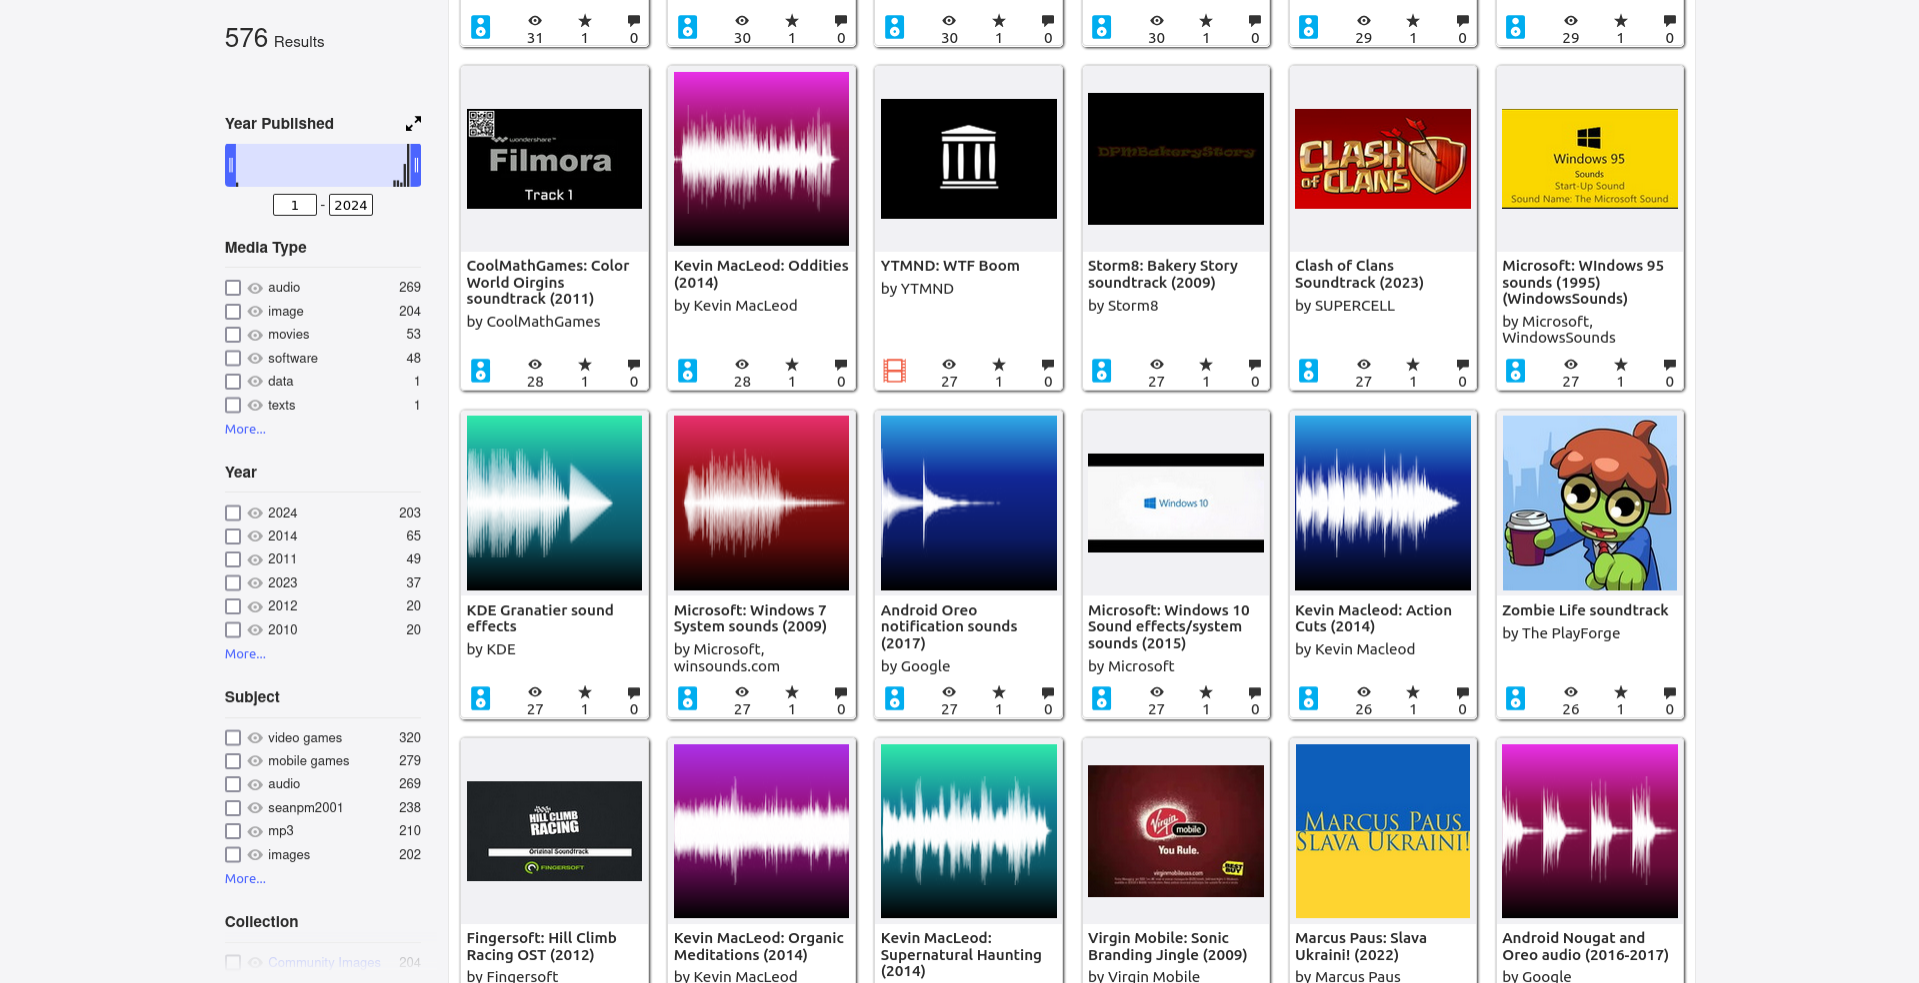 576 Results
Year Published
1 - 2024
Media Type
audio 269
image 204
movies 53
software 48
data 1
texts 1
More...
Year
2024 203
2014 65
2011 49
2023 37
2012 20
2010 20
More...
Subject
video games 320
mobile games 279
audio 269
seanpm2001 238
mp3 210
images 202
More...
Collection
Community Images 204
31 1 0
30 1 0
30 1 0
30 1 0
29 1 0
29 1 0
wondershare™
Filmora
Track 1
CoolMathGames: Color
World Oirgins
soundtrack (2011)
by CoolMathGames
28 1 0
Kevin MacLeod: Oddities
(2014)
by Kevin MacLeod
28 1 0
YTMND: WTF Boom
by YTMND
27 1 0
DPMBakeryStory
Storm8: Bakery Story
soundtrack (2009)
by Storm8
27 1 0
CLASH
OF CLANS
Clash of Clans
Soundtrack (2023)
by SUPERCELL
27 1 0
Windows 95
Sounds
Start-Up Sound
Sound Name: The Microsoft Sound
Microsoft: WIndows 95
sounds (1995)
(WindowsSounds)
by Microsoft,
WindowsSounds
27 1 0
KDE Granatier sound
effects
by KDE
27 1 0
Microsoft: Windows 7
System sounds (2009)
by Microsoft,
winsounds.com
27 1 0
Android Oreo
notification sounds
(2017)
by Google
27 1 0
Windows 10
Microsoft: Windows 10
Sound effects/system
sounds (2015)
by Microsoft
27 1 0
Kevin Macleod: Action
Cuts (2014)
by Kevin Macleod
26 1 0
Zombie Life soundtrack
by The PlayForge
26 1 0
HILL CLIMB
RACING
Original Soundtrack
FINGERSOFT
Fingersoft: Hill Climb
Racing OST (2012)
by Fingersoft
Kevin MacLeod: Organic
Meditations (2014)
by Kevin MacLeod
Kevin MacLeod:
Supernatural Haunting
(2014)
Virgin
mobile
You Rule.
virginmobileusa.com
BEST
BUY
Virgin Mobile: Sonic
Branding Jingle (2009)
by Virgin Mobile
MARCUS PAUS
SLAVA UKRAINI!
Marcus Paus: Slava
Ukraini! (2022)
by Marcus Paus
Android Nougat and
Oreo audio (2016-2017)
by Google